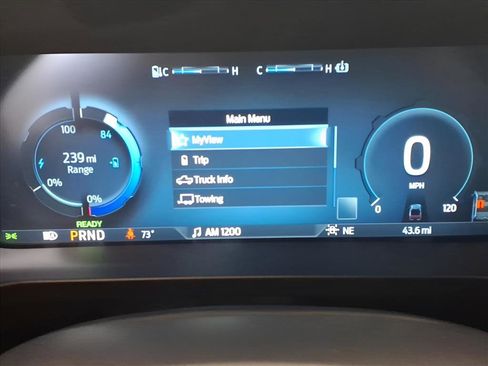 C H C H
100
84
239 mi
Range
0%
0%
READY
Main Menu
MyView
Trip
Truck Info
Towing
0
MPH
0 120
PRND 73° AM 1200 NE 43.6 mi